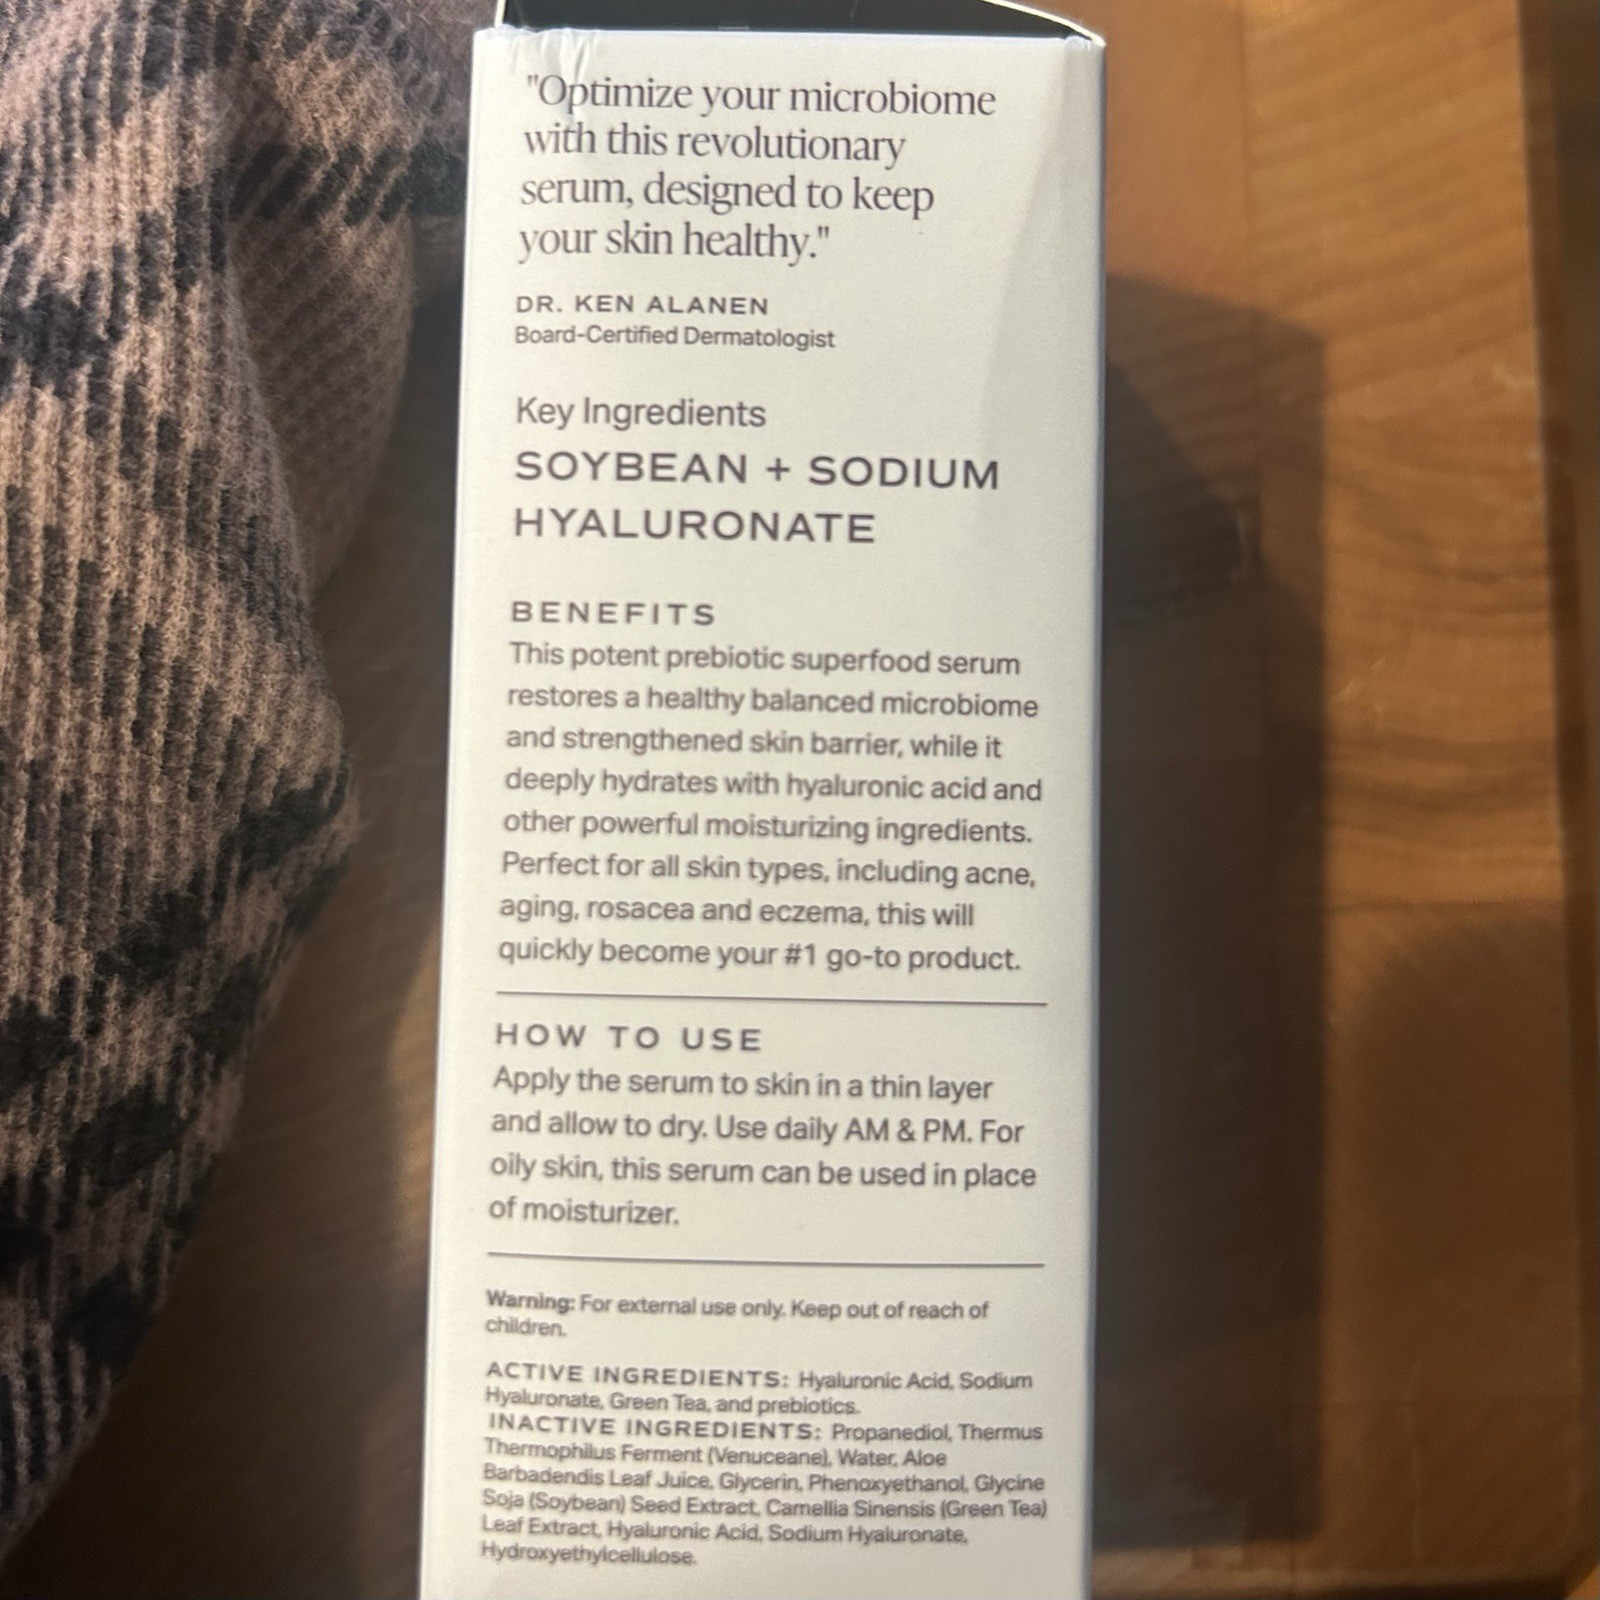 "Optimize your microbiome
with this revolutionary
serum, designed to keep
your skin healthy."
DR. KEN ALANEN
Board-Certified Dermatologist
Key Ingredients
SOYBEAN + SODIUM
HYALURONATE
BENEFITS
This potent prebiotic superfood serum
restores a healthy balanced microbiome
and strengthened skin barrier, while it
deeply hydrates with hyaluronic acid and
other powerful moisturizing ingredients.
Perfect for all skin types, including acne,
aging, rosacea and eczema, this will
quickly become your #1 go-to product.
HOW TO USE
Apply the serum to skin in a thin layer
and allow to dry. Use daily AM & PM. For
oily skin, this serum can be used in place
of moisturizer.
Warning: For external use only. Keep out of reach of
children.
ACTIVE INGREDIENTS: Hyaluronic Acid, Sodium
Hyaluronate, Green Tea, and prebiotics.
INACTIVE INGREDIENTS: Propanediol, Thermus
Thermophilus Ferment (Venuceane), Water, Aloe
Barbadendis Leaf Juice, Glycerin, Phenoxyethanol, Glycine
Soja (Soybean) Seed Extract, Camellia Sinensis (Green Tea)
Leaf Extract, Hyaluronic Acid, Sodium Hyaluronate,
Hydroxyethylcellulose.